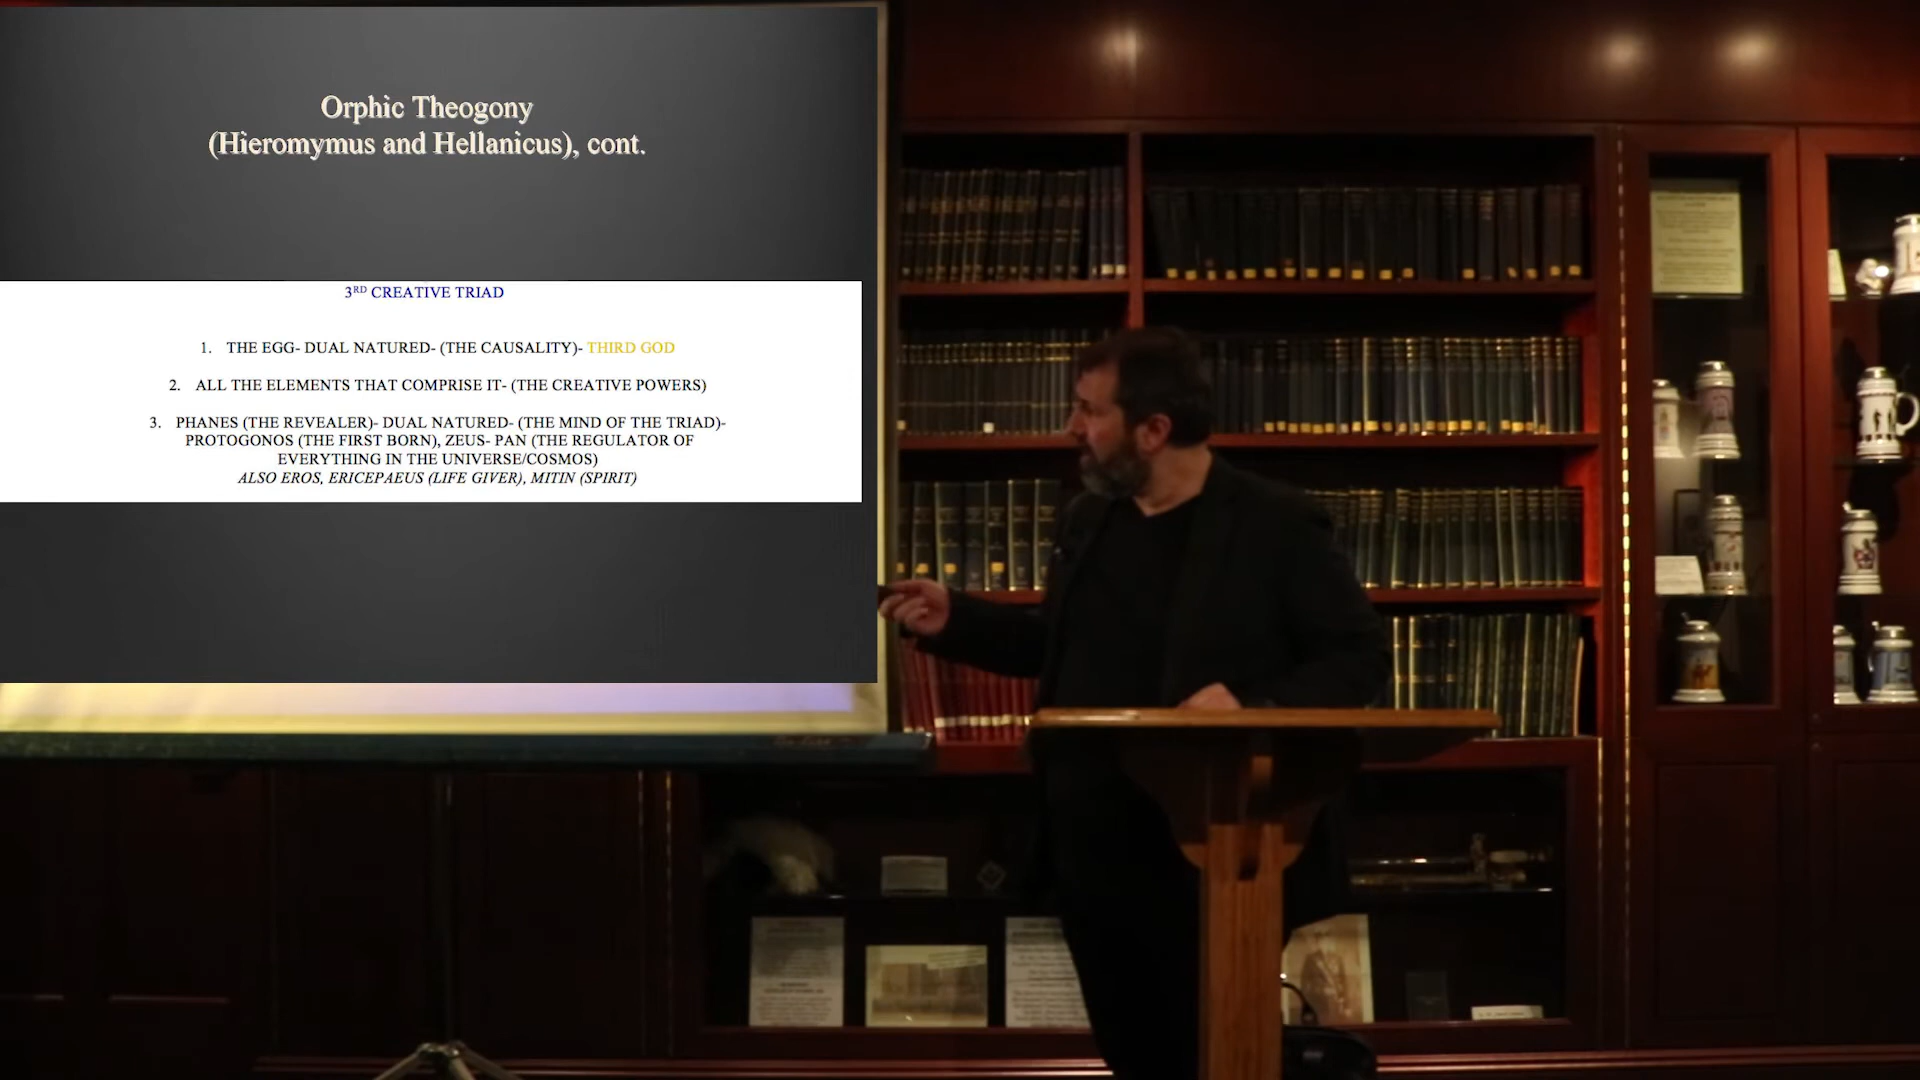 Orphic Theogony
(Hieromymus and Hellanicus), cont.
3RD CREATIVE TRIAD
1. THE EGG- DUAL NATURED- (THE CAUSALITY)- THIRD GOD
2. ALL THE ELEMENTS THAT COMPRISE IT- (THE CREATIVE POWERS)
3. PHANES (THE REVEALER)- DUAL NATURED- (THE MIND OF THE TRIAD)-
PROTOGONOS (THE FIRST BORN), ZEUS- PAN (THE REGULATOR OF
EVERYTHING IN THE UNIVERSE/COSMOS)
ALSO EROS, ERICEPAEUS (LIFE GIVER), MITIN (SPIRIT)